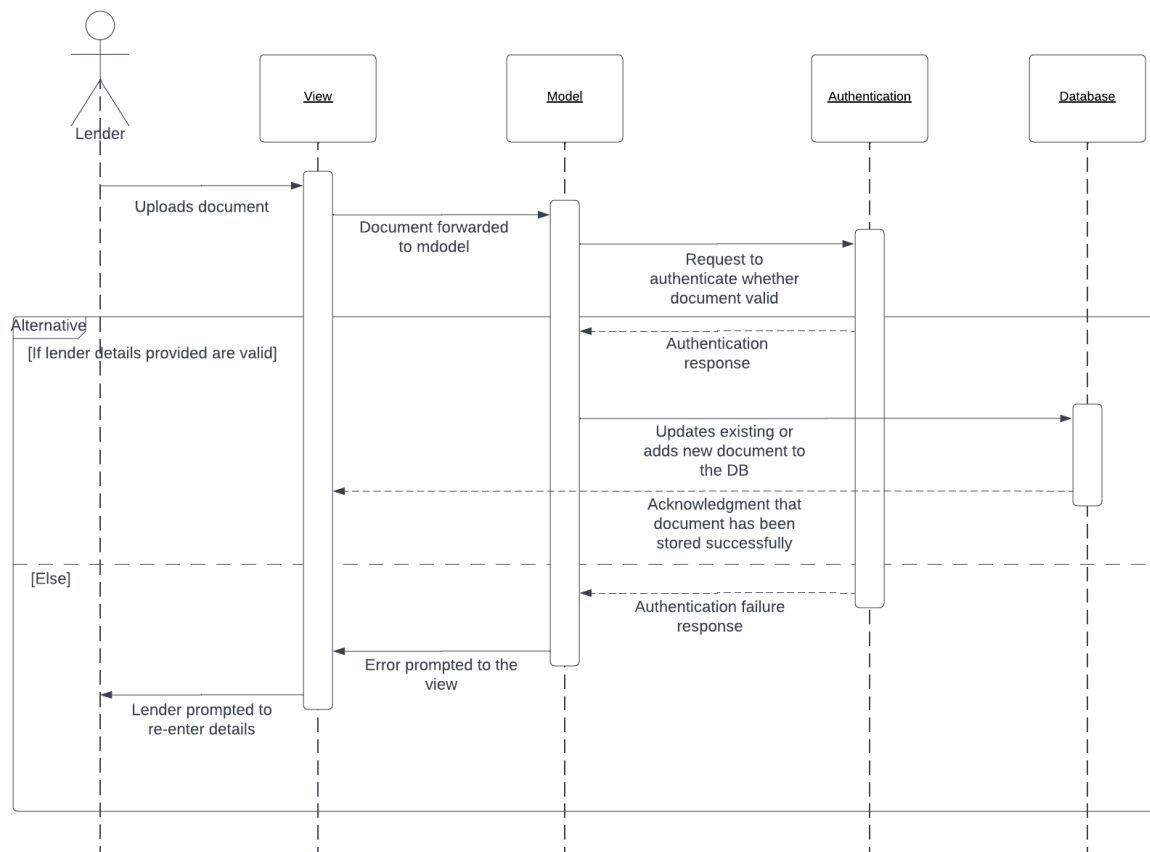 Lender
View
Model
Authentication
Database
Uploads document
Document forwarded
to mdodel
Request to
authenticate whether
document valid
Alternative
[If lender details provided are valid]
Authentication
response
Updates existing or
adds new document to
the DB
Acknowledgment that
document has been
stored successfully
[Else]
Authentication failure
response
Error prompted to the
view
Lender prompted to
re-enter details